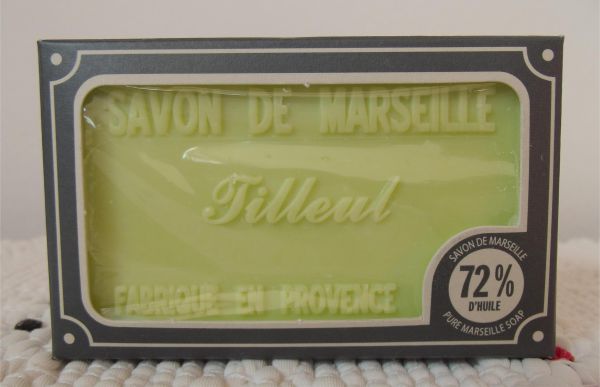 SAVON DE MARSEILLE
Tilleul
FABRIQUE EN PROVENCE
SAVON DE MARSEILLE
72%
D'HUILE
PURE MARSEILLE SOAP